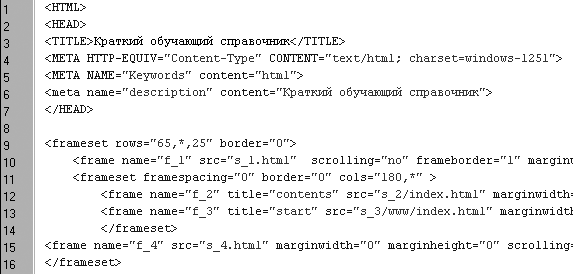 1 <HTML>
2 <HEAD>
3 <TITLE>Краткий обучающий справочник</TITLE>
4 <META HTTP-EQUIV="Content-Type" CONTENT="text/html; charset=windows-1251">
5 <META NAME="Keywords" content="html">
6 <meta name="description" content="Краткий обучающий справочник">
7 </HEAD>
8
9 <frameset rows="65,*,25" border="0">
10 <frame name="f_1" src="s_1.html" scrolling="no" frameborder="1" marginw
11 <frameset framespacing="0" border="0" cols="180,*" >
12 <frame name="f_2" title="contents" src="s_2/index.html" marginwidth=
13 <frame name="f_3" title="start" src="s_3/www/index.html" marginwidth
14 </frameset>
15 <frame name="f_4" src="s_4.html" marginwidth="0" marginheight="0" scrolling=
16 </frameset>